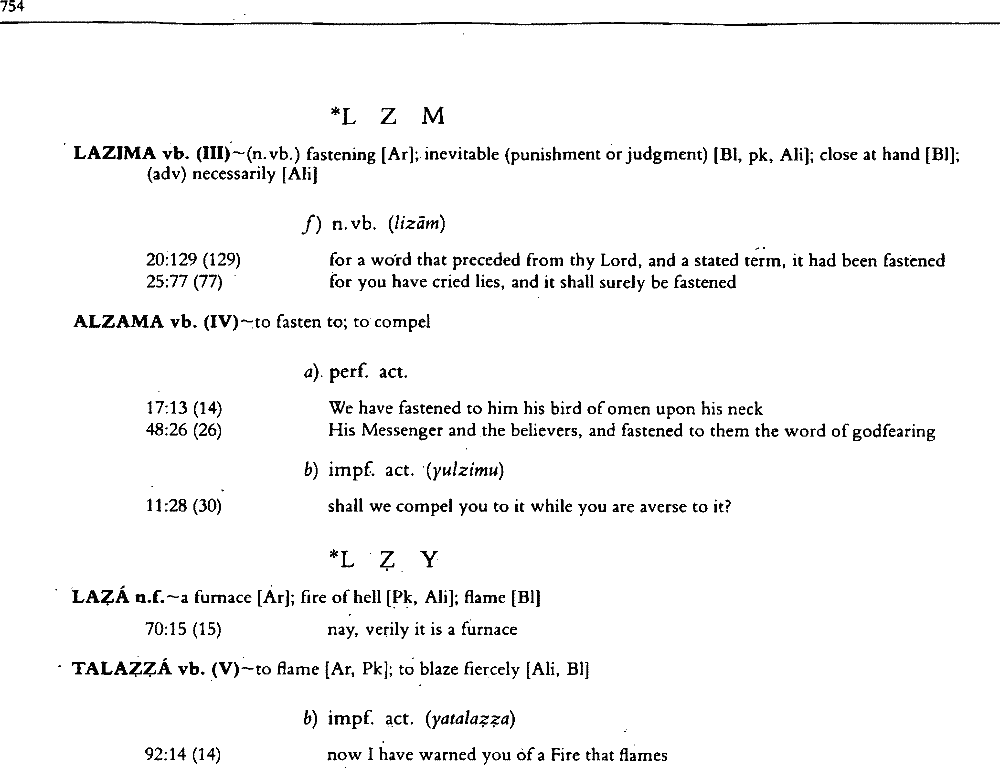 754
*L Z M
LAZIMA vb. (III)~(n.vb.) fastening [Ar]; inevitable (punishment or judgment) [Bl, pk, Ali]; close at hand [Bl];
(adv) necessarily [Ali]
f) n.vb. (lizām)
20:129 (129) for a word that preceded from thy Lord, and a stated term, it had been fastened
25:77 (77) for you have cried lies, and it shall surely be fastened
ALZAMA vb. (IV)~to fasten to; to compel
a) perf. act.
17:13 (14) We have fastened to him his bird of omen upon his neck
48:26 (26) His Messenger and the believers, and fastened to them the word of godfearing
b) impf. act. (yulzimu)
11:28 (30) shall we compel you to it while you are averse to it?
*L Ẓ Y
LAẒÁ n.f.~a furnace [Ar]; fire of hell [Pk, Ali]; flame [Bl]
70:15 (15) nay, verily it is a furnace
TALAẒẒÁ vb. (V)~to flame [Ar, Pk]; to blaze fiercely [Ali, Bl]
b) impf. act. (yatalaẓẓa)
92:14 (14) now I have warned you of a Fire that flames